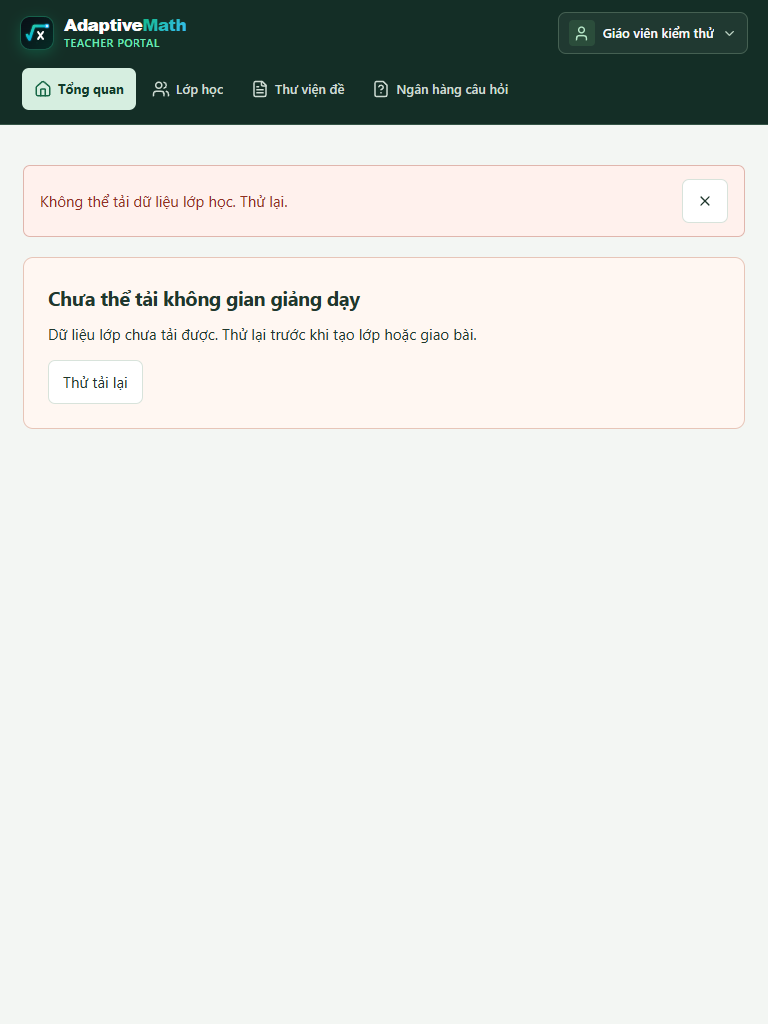 AdaptiveMath
TEACHER PORTAL
Giáo viên kiểm thử
Tổng quan
Lớp học
Thư viện đề
Ngân hàng câu hỏi
Không thể tải dữ liệu lớp học. Thử lại.
Chưa thể tải không gian giảng dạy
Dữ liệu lớp chưa tải được. Thử lại trước khi tạo lớp hoặc giao bài.
Thử tải lại